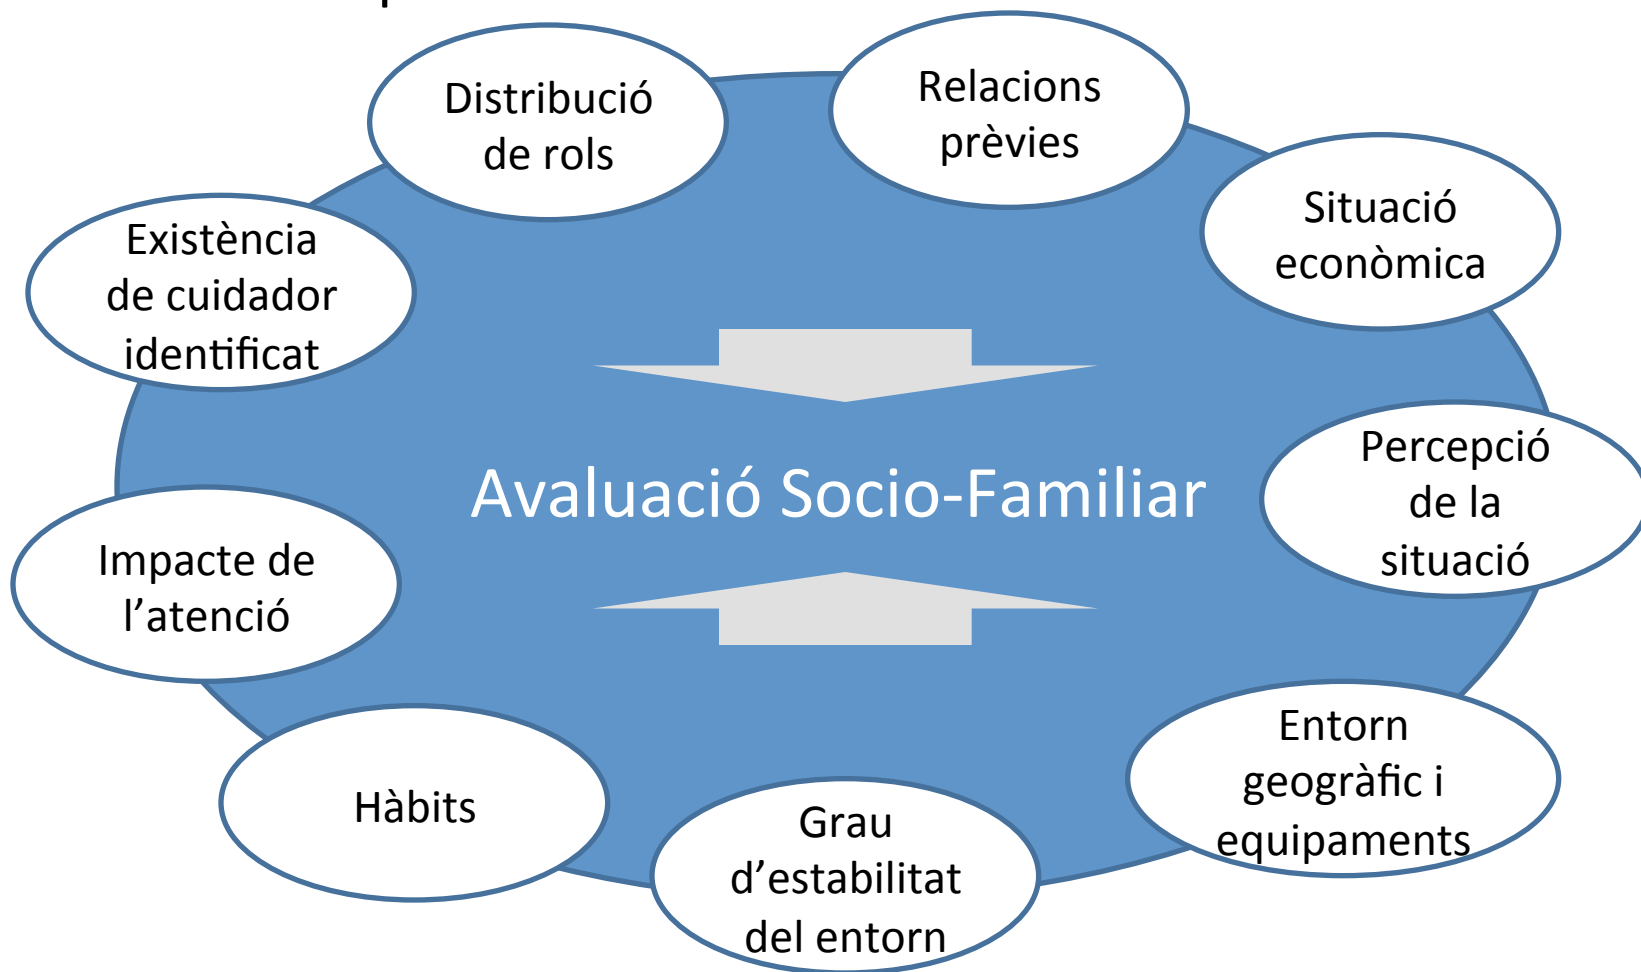 Distribució
de rols
Relacions
prèvies
Situació
econòmica
Existència
de cuidador
identificat
Percepció
de la
situació
Avaluació Socio-Familiar
Impacte de
l’atenció
Entorn
geogràfic i
equipaments
Hàbits
Grau
d’estabilitat
del entorn